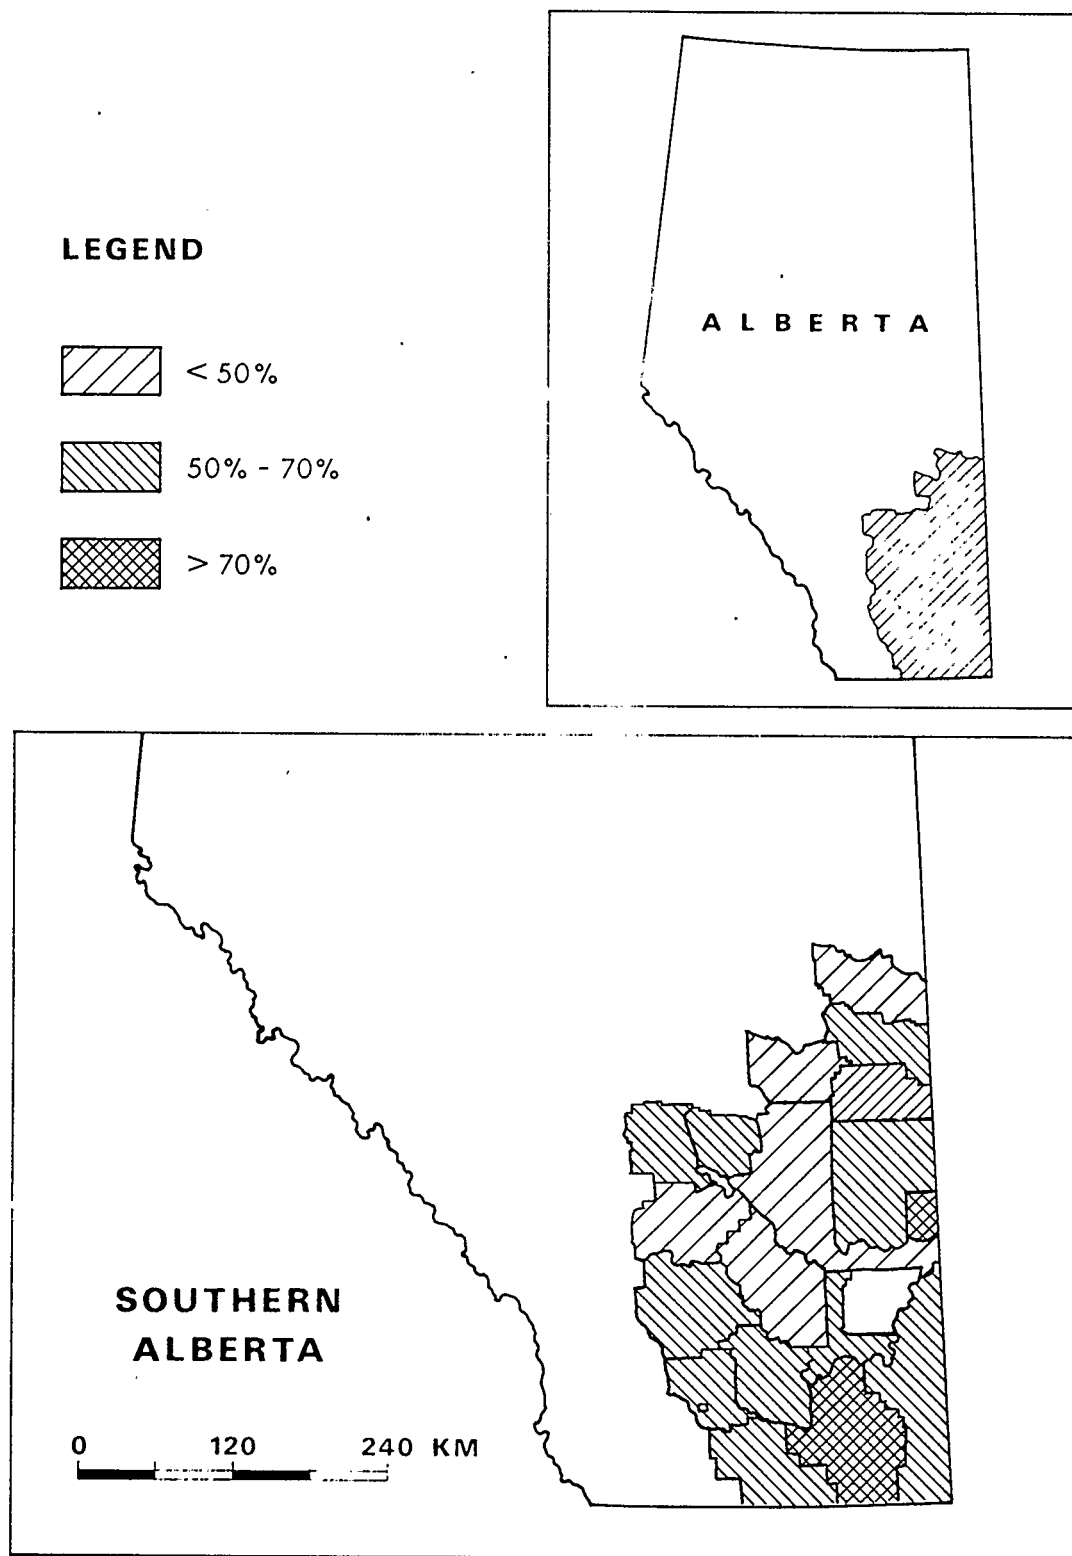 LEGEND
< 50%
50% - 70%
> 70%
ALBERTA
SOUTHERN
ALBERTA
0 120 240 KM